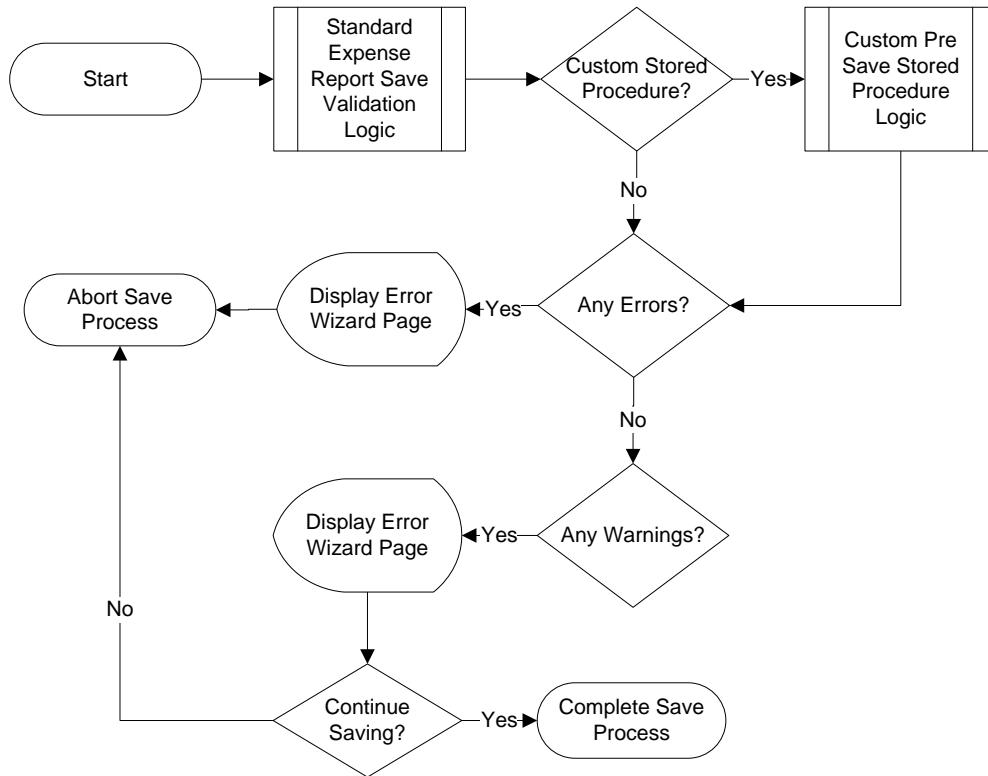 Start
Standard
Expense
Report Save
Validation
Logic
Custom Stored
Procedure?
Yes
Custom Pre
Save Stored
Procedure
Logic
No
Any Errors?
Yes
Display Error
Wizard Page
Abort Save
Process
No
Any Warnings?
Yes
Display Error
Wizard Page
No
Continue
Saving?
Yes
Complete Save
Process